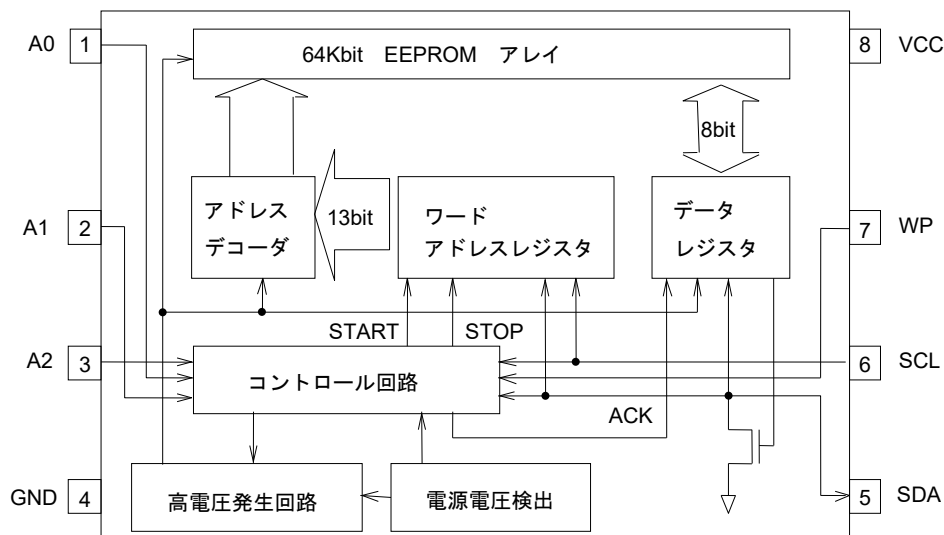 A0 1
64Kbit EEPROM アレイ
8 VCC
8bit
アドレス
デコーダ
13bit
ワード
アドレスレジスタ
データ
レジスタ
A1 2
7 WP
START STOP
A2 3
コントロール回路
6 SCL
ACK
GND 4
高電圧発生回路
電源電圧検出
5 SDA